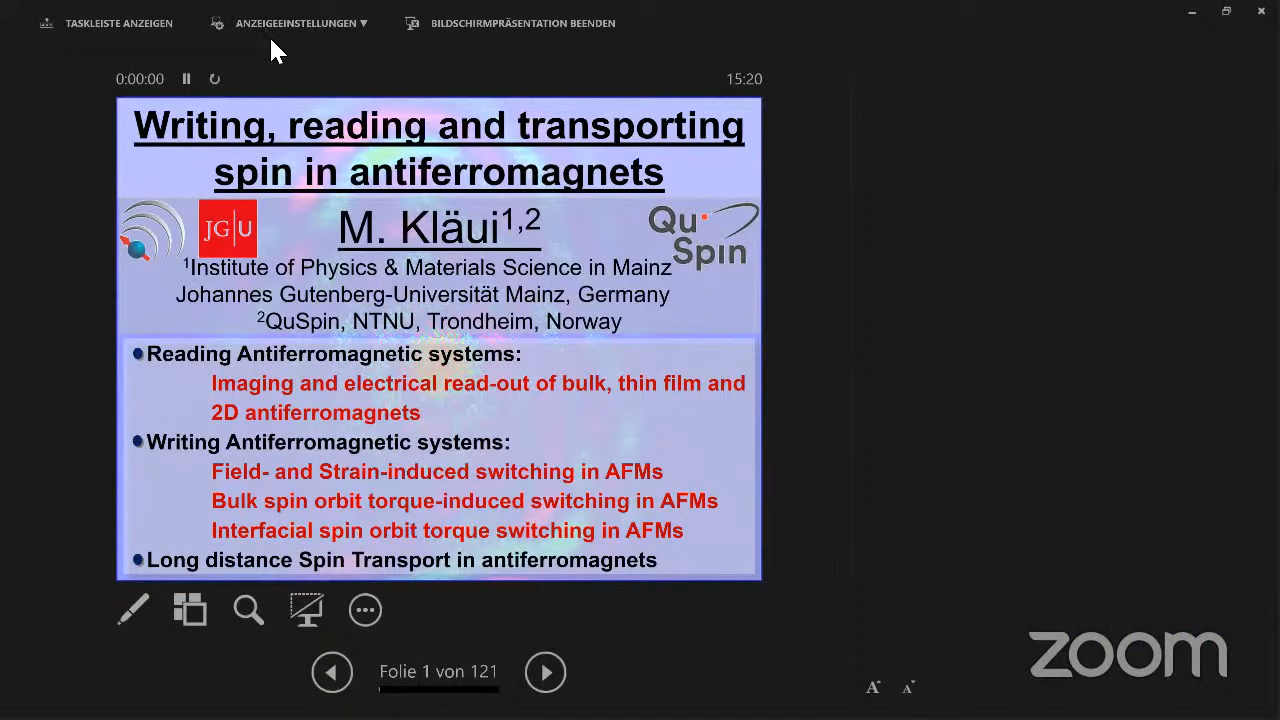 TASKLEISTE ANZEIGEN
ANZEIGEEINSTELLUNGEN ▼
BILDSCHIRMPRÄSENTATION BEENDEN
0:00:00
15:20
Writing, reading and transporting
spin in antiferromagnets
JG|U
M. Kläui1,2
Qu
Spin
1Institute of Physics & Materials Science in Mainz
Johannes Gutenberg-Universität Mainz, Germany
2QuSpin, NTNU, Trondheim, Norway
Reading Antiferromagnetic systems:
Imaging and electrical read-out of bulk, thin film and
2D antiferromagnets
Writing Antiferromagnetic systems:
Field- and Strain-induced switching in AFMs
Bulk spin orbit torque-induced switching in AFMs
Interfacial spin orbit torque switching in AFMs
Long distance Spin Transport in antiferromagnets
Folie 1 von 121
A A
zoom